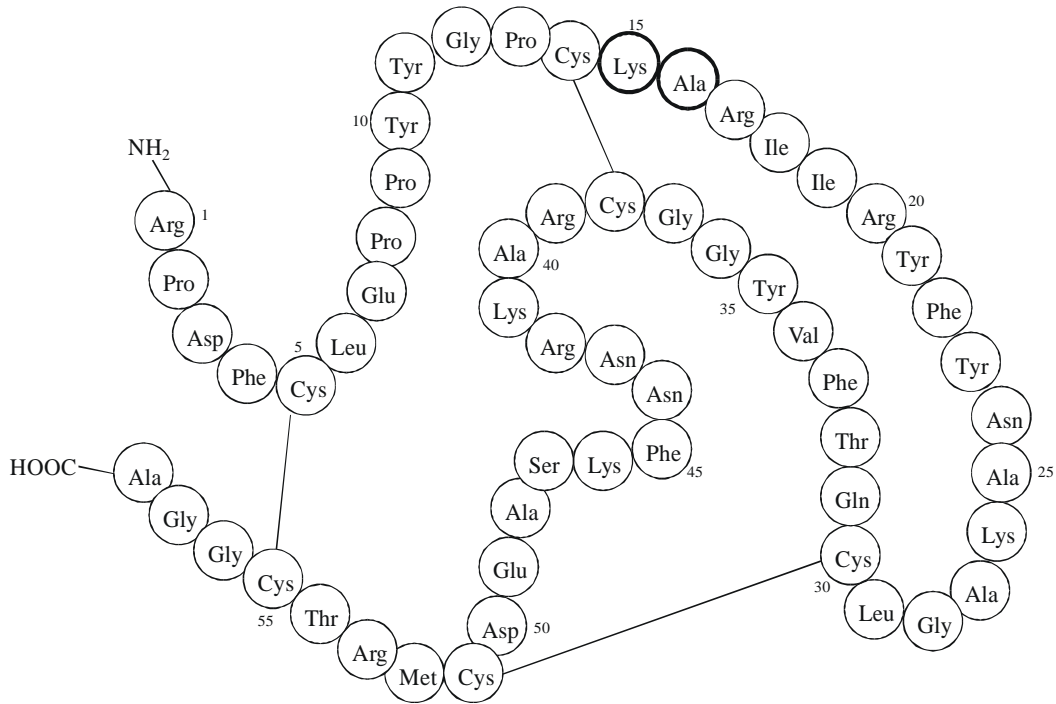 NH2
Arg
1
Pro
Asp
Phe
5
Cys
Leu
Glu
Pro
Pro
10
Tyr
Tyr
Gly
Pro
Cys
15
Lys
Ala
Arg
Ile
Ile
20
Arg
Tyr
Phe
Tyr
Asn
Ala
25
Lys
Ala
Gly
Leu
Cys
30
Gln
Thr
Phe
Val
Tyr
35
Gly
Gly
Cys
Arg
Ala
40
Lys
Arg
Asn
Asn
Phe
45
Lys
Ser
Ala
Glu
Asp
50
Cys
Met
Arg
Thr
Cys
55
Gly
Gly
Ala
HOOC